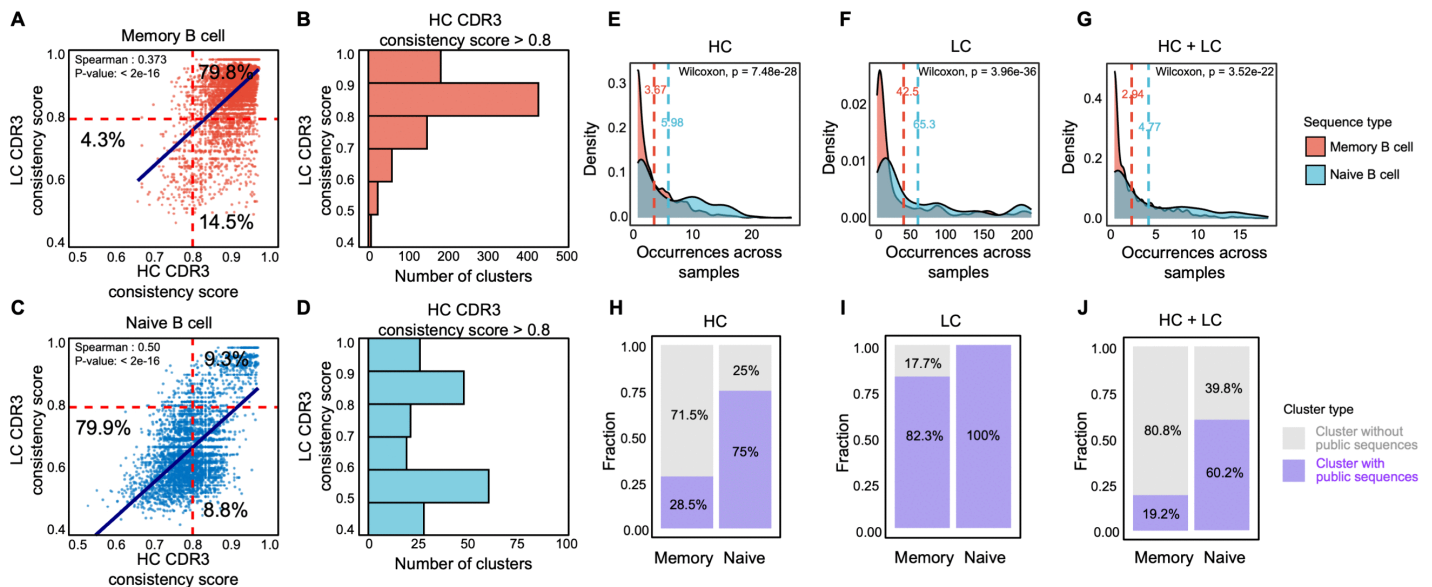 A
Memory B cell
Spearman : 0.373
P-value: < 2e-16
79.8%
4.3%
14.5%
1.0
0.8
0.6
0.4
LC CDR3
consistency score
0.5 0.6 0.7 0.8 0.9 1.0
HC CDR3
consistency score
B
HC CDR3
consistency score > 0.8
1.0
0.9
0.8
0.7
0.6
0.5
0.4
LC CDR3
consistency score
0 100 200 300 400 500
Number of clusters
E
HC
Wilcoxon, p = 7.48e-28
3.67
5.98
0.3
0.2
0.1
0.0
Density
0 10 20
Occurrences across
samples
F
LC
Wilcoxon, p = 3.96e-36
42.5
65.3
0.02
0.01
0.00
Density
0 50 100 150 200
Occurrences across
samples
G
HC + LC
Wilcoxon, p = 3.52e-22
2.94
4.77
0.4
0.2
0.0
Density
0 5 10 15
Occurrences across
samples
Sequence type
Memory B cell
Naive B cell
C
Naive B cell
Spearman : 0.50
P-value: < 2e-16
9.3%
79.9%
8.8%
1.0
0.8
0.6
0.4
LC CDR3
consistency score
0.5 0.6 0.7 0.8 0.9 1.0
HC CDR3
consistency score
D
HC CDR3
consistency score > 0.8
1.0
0.9
0.8
0.7
0.6
0.5
0.4
LC CDR3
consistency score
0 25 50 75 100
Number of clusters
H
HC
1.00
0.75
0.50
0.25
0.00
Fraction
71.5%
28.5%
25%
75%
Memory Naive
I
LC
1.00
0.75
0.50
0.25
0.00
Fraction
17.7%
82.3%
100%
Memory Naive
J
HC + LC
1.00
0.75
0.50
0.25
0.00
Fraction
80.8%
19.2%
39.8%
60.2%
Memory Naive
Cluster type
Cluster without
public sequences
Cluster with
public sequences